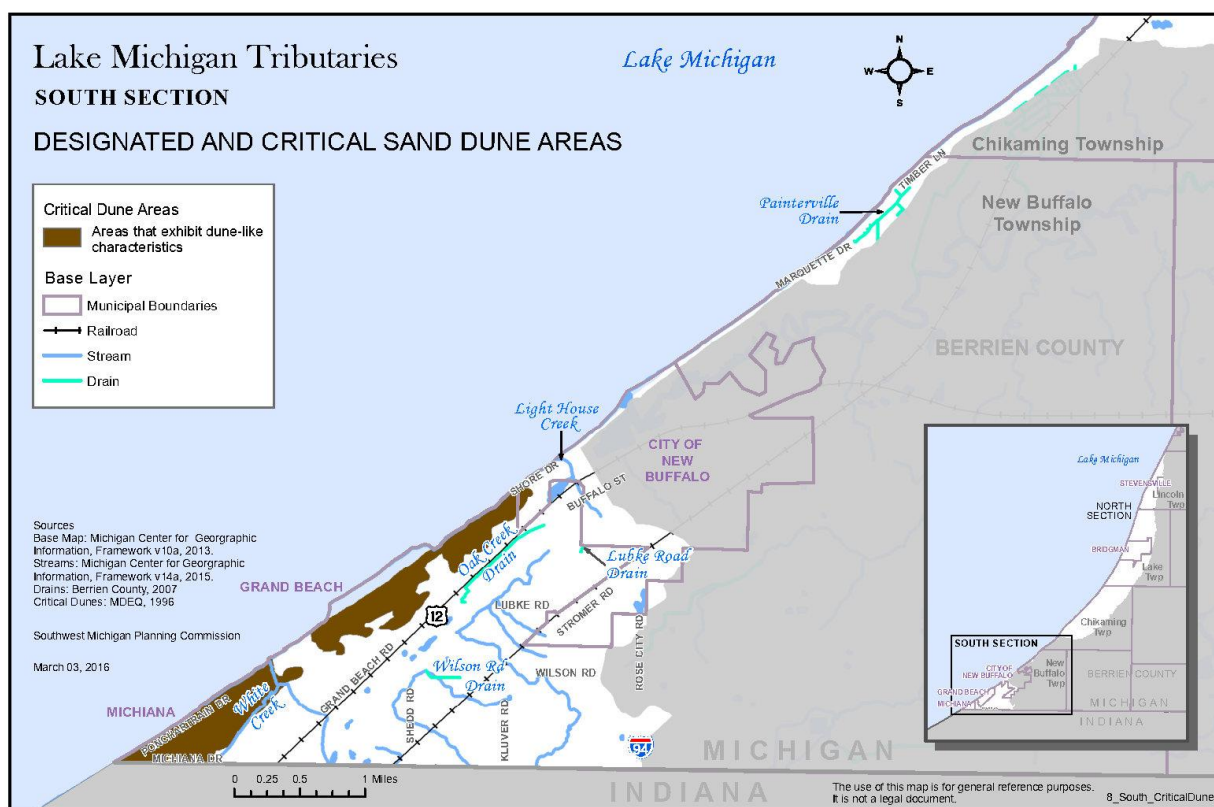 Lake Michigan Tributaries
SOUTH SECTION
DESIGNATED AND CRITICAL SAND DUNE AREAS
Lake Michigan
N
W
E
S
Critical Dune Areas
Areas that exhibit dune-like
characteristics
Base Layer
Municipal Boundaries
Railroad
Stream
Drain
Chikaming Township
New Buffalo
Township
TIMBER LN
Painterville
Drain
MARQUETTE DR
BERRIEN COUNTY
Light House
Creek
CITY OF
NEW
BUFFALO
SHORE DR
BUFFALO ST
Oak Creek
Drain
Lubke Road
Drain
GRAND BEACH
12
LUBKE RD
STROMER RD
ROSE CITY RD
WILSON RD
Wilson Rd
Drain
GRAND BEACH RD
SHEDD RD
KLUVER RD
MICHIANA
PONCHARTRAIN DR
White
Creek
MICHIANA DR
94
MICHIGAN
INDIANA
Sources
Base Map: Michigan Center for Geographic
Information, Framework v10a, 2013.
Streams: Michigan Center for Geographic
Information, Framework v14a, 2015.
Drains: Berrien County, 2007
Critical Dunes: MDEQ, 1996
Southwest Michigan Planning Commission
March 03, 2016
0 0.25 0.5 1 Miles
Lake Michigan
STEVENSVILLE
Lincoln
Twp
NORTH
SECTION
BRIDGMAN
Lake
Twp
Chikaming
Twp
SOUTH SECTION
CITY OF
NEW BUFFALO
New
Buffalo
Twp
BERRIEN COUNTY
GRAND BEACH
MICHIANA
MICHIGAN
INDIANA
The use of this map is for general reference purposes.
It is not a legal document.
8_South_CriticalDune